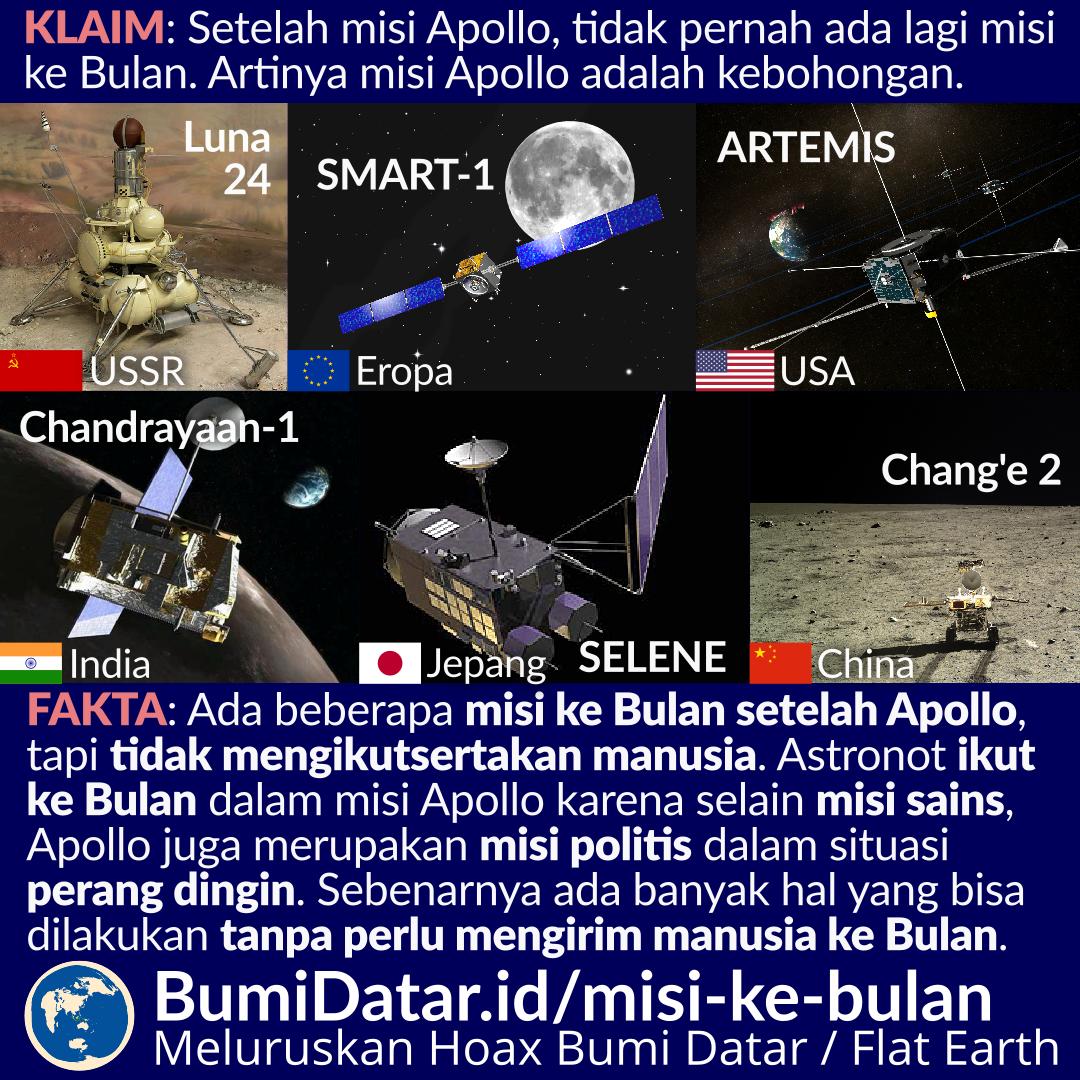 KLAIM: Setelah misi Apollo, tidak pernah ada lagi misi
ke Bulan. Artinya misi Apollo adalah kebohongan.
Luna
24
SMART-1
ARTEMIS
USSR
Eropa
USA
Chandrayaan-1
Chang'e 2
India
Jepang
SELENE
China
FAKTA: Ada beberapa misi ke Bulan setelah Apollo,
tapi tidak mengikutsertakan manusia. Astronot ikut
ke Bulan dalam misi Apollo karena selain misi sains,
Apollo juga merupakan misi politis dalam situasi
perang dingin. Sebenarnya ada banyak hal yang bisa
dilakukan tanpa perlu mengirim manusia ke Bulan.
BumiDatar.id/misi-ke-bulan
Meluruskan Hoax Bumi Datar / Flat Earth